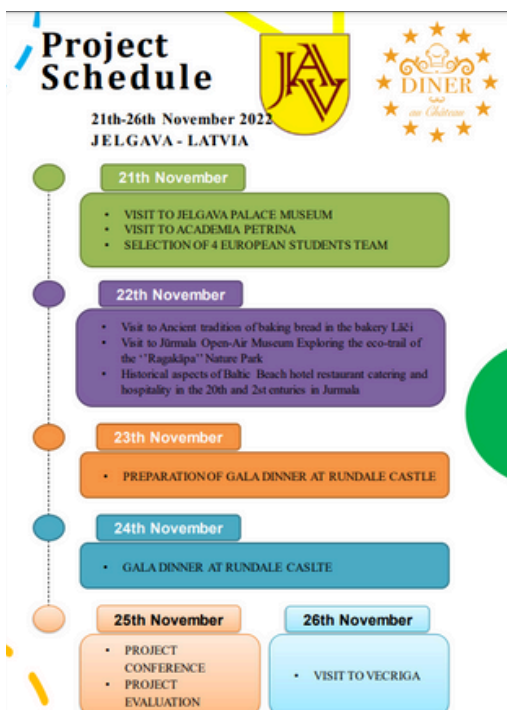 Project
Schedule
21th-26th November 2022
JELGAVA - LATVIA
JAV
DINER
au Château
21th November
• VISIT TO JELGAVA PALACE MUSEUM
• VISIT TO ACADEMIA PETRINA
• SELECTION OF 4 EUROPEAN STUDENTS TEAM
22th November
• Visit to Ancient tradition of baking bread in the bakery Lāči
• Visit to Jūrmala Open-Air Museum Exploring the eco-trail of
the ‘’Ragakāpa’’ Nature Park
• Historical aspects of Baltic Beach hotel restaurant catering and
hospitality in the 20th and 2st enturies in Jurmala
23th November
• PREPARATION OF GALA DINNER AT RUNDALE CASTLE
24th November
• GALA DINNER AT RUNDALE CASLTE
25th November
• PROJECT
CONFERENCE
• PROJECT
EVALUATION
26th November
• VISIT TO VECRIGA